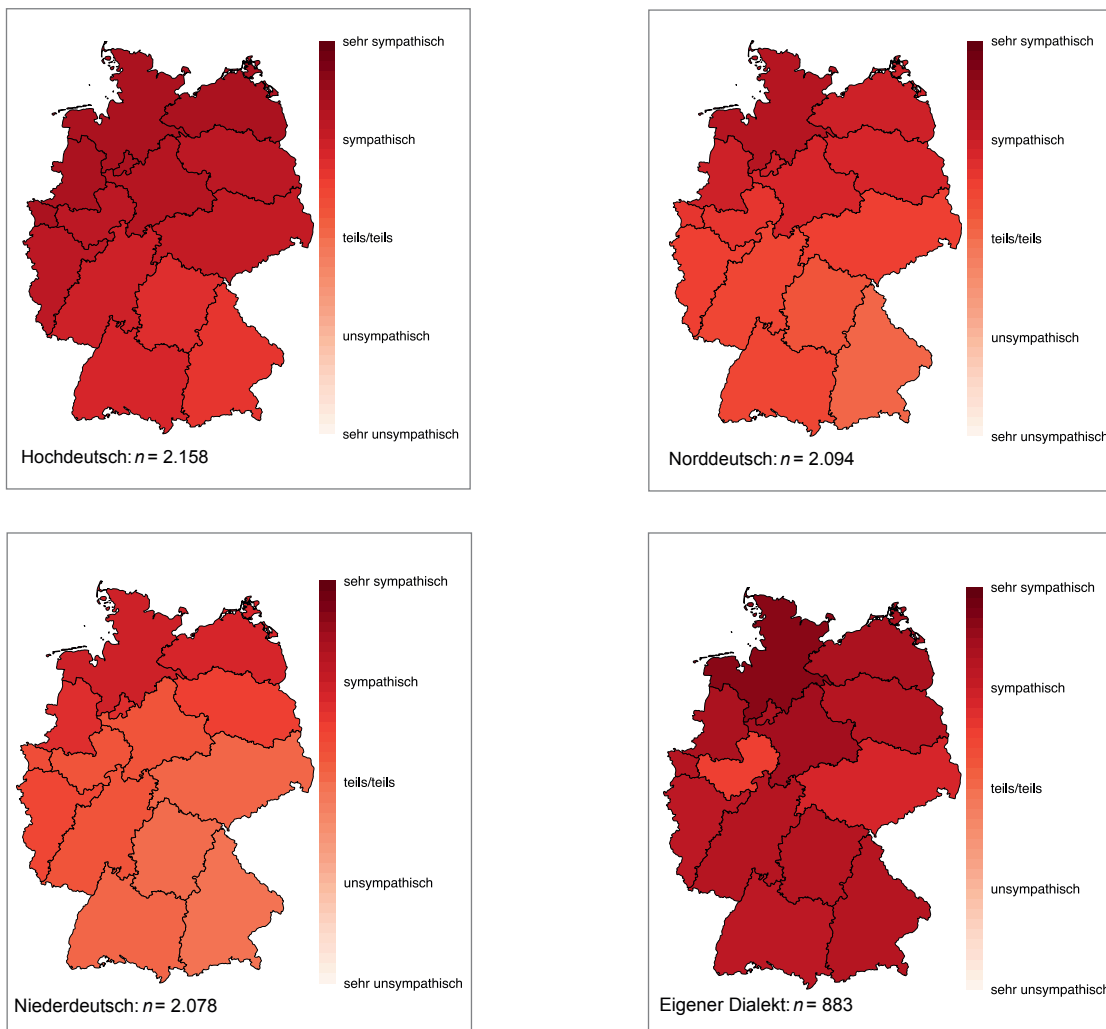 sehr sympathisch
sympathisch
teils/teils
unsympathisch
sehr unsympathisch
Hochdeutsch: n = 2.158
sehr sympathisch
sympathisch
teils/teils
unsympathisch
sehr unsympathisch
Norddeutsch: n = 2.094
sehr sympathisch
sympathisch
teils/teils
unsympathisch
sehr unsympathisch
Niederdeutsch: n = 2.078
sehr sympathisch
sympathisch
teils/teils
unsympathisch
sehr unsympathisch
Eigener Dialekt: n = 883